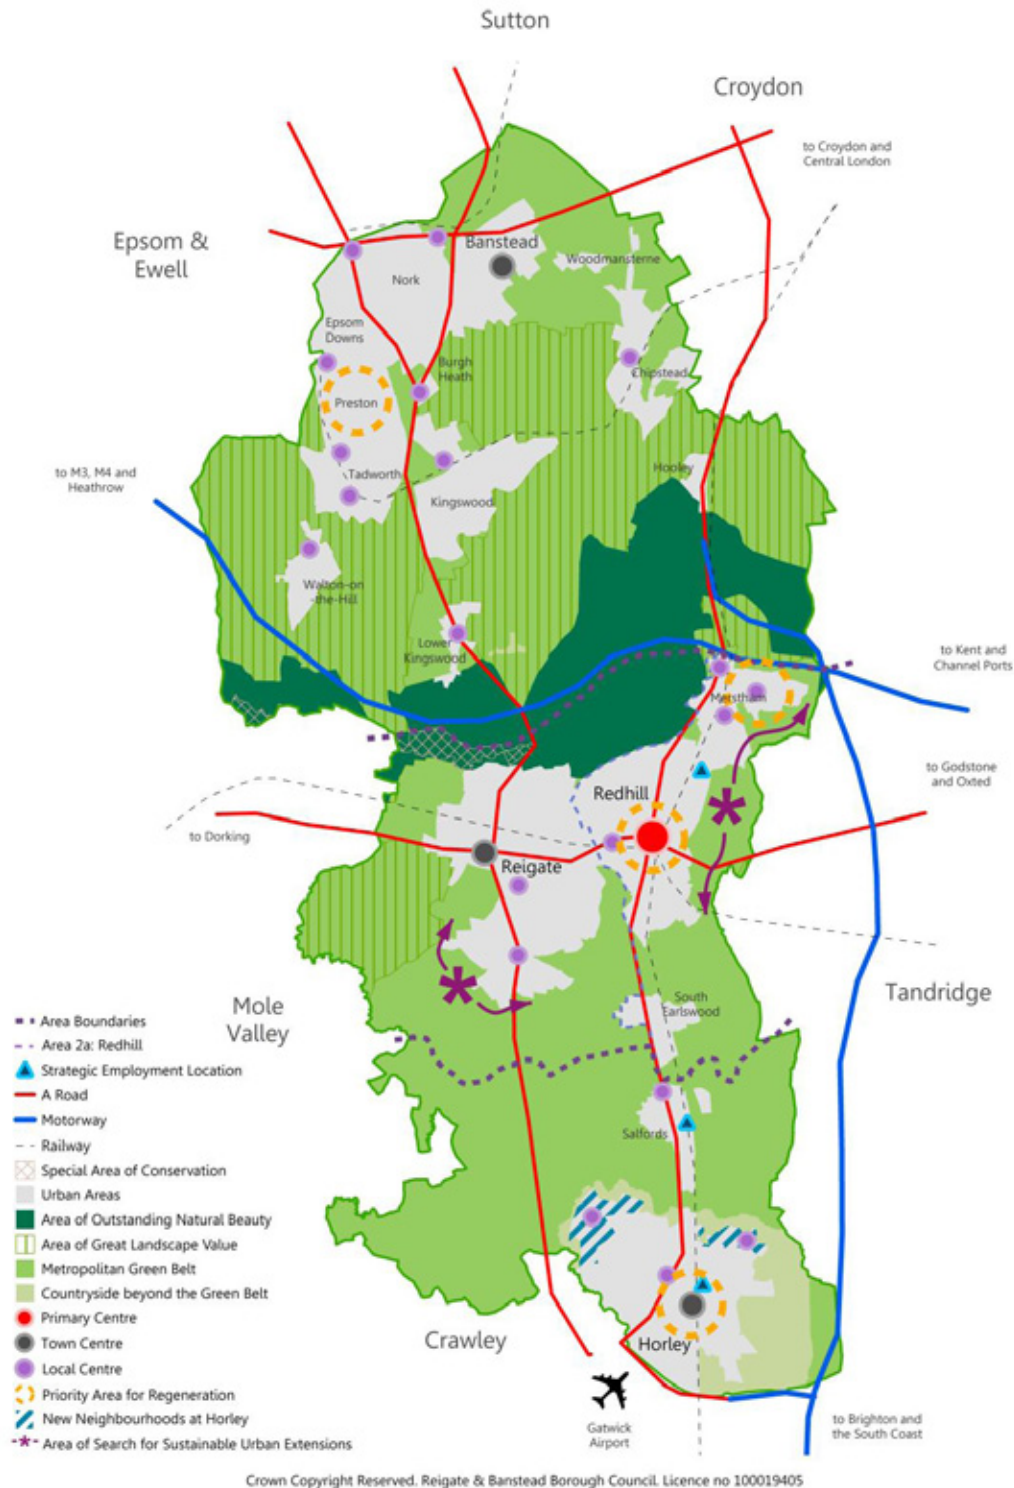 Sutton
Croydon
to Croydon and
Central London
Epsom &
Ewell
Banstead
Woodmansterne
Nork
Epsom
Downs
Burgh
Heath
Chipstead
Preston
to M3, M4 and
Heathrow
Tadworth
Hooley
Kingswood
Walton-on
-the-Hill
Lower
Kingswood
to Kent and
Channel Ports
Merstham
to Godstone
and Oxted
Redhill
to Dorking
Reigate
Mole
Valley
Tandridge
South
Earlswood
Salfords
Crawley
Horley
Gatwick
Airport
to Brighton and
the South Coast
Area Boundaries
Area 2a: Redhill
Strategic Employment Location
A Road
Motorway
Railway
Special Area of Conservation
Urban Areas
Area of Outstanding Natural Beauty
Area of Great Landscape Value
Metropolitan Green Belt
Countryside beyond the Green Belt
Primary Centre
Town Centre
Local Centre
Priority Area for Regeneration
New Neighbourhoods at Horley
Area of Search for Sustainable Urban Extensions
Crown Copyright Reserved. Reigate & Banstead Borough Council. Licence no 100019405